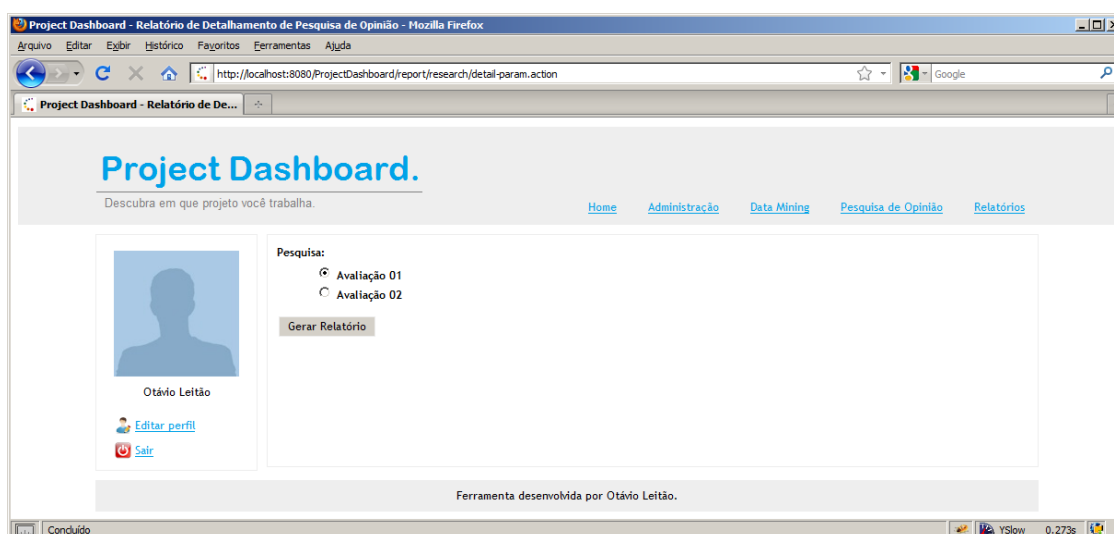 Project Dashboard - Relatório de Detalhamento de Pesquisa de Opinião - Mozilla Firefox
Arquivo Editar Exibir Histórico Favoritos Ferramentas Ajuda
http://localhost:8080/ProjectDashboard/report/research/detail-param.action
Google
Project Dashboard - Relatório de De...
Project Dashboard.
Descubra em que projeto você trabalha.
Home Administração Data Mining Pesquisa de Opinião Relatórios
Pesquisa:
Avaliação 01
Avaliação 02
Gerar Relatório
Otávio Leitão
Editar perfil
Sair
Ferramenta desenvolvida por Otávio Leitão.
Concluído
YSlow 0.273s